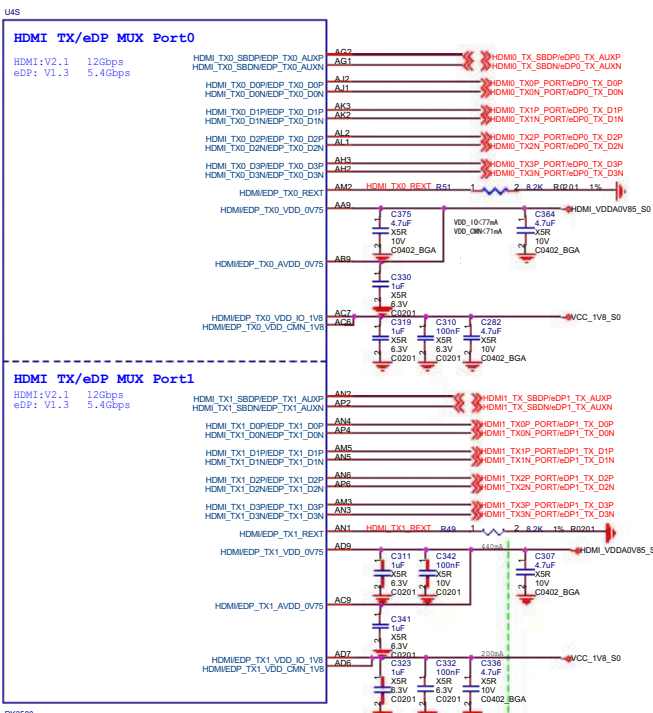 U4S
HDMI TX/eDP MUX Port0
HDMI:V2.1 12Gbps
eDP: V1.3 5.4Gbps
HDMI_TX0_SBDP/EDP_TX0_AUXP AG2 HDMI0_TX_SBDP/eDP0_TX_AUXP
HDMI_TX0_SBDN/EDP_TX0_AUXN AG1 HDMI0_TX_SBDN/eDP0_TX_AUXN
HDMI_TX0_D0P/EDP_TX0_D0P AJ2 HDMI0_TX0P_PORT/eDP0_TX_D0P
HDMI_TX0_D0N/EDP_TX0_D0N AJ1 HDMI0_TX0N_PORT/eDP0_TX_D0N
HDMI_TX0_D1P/EDP_TX0_D1P AK3 HDMI0_TX1P_PORT/eDP0_TX_D1P
HDMI_TX0_D1N/EDP_TX0_D1N AK2 HDMI0_TX1N_PORT/eDP0_TX_D1N
HDMI_TX0_D2P/EDP_TX0_D2P AL2 HDMI0_TX2P_PORT/eDP0_TX_D2P
HDMI_TX0_D2N/EDP_TX0_D2N AL1 HDMI0_TX2N_PORT/eDP0_TX_D2N
HDMI_TX0_D3P/EDP_TX0_D3P AH3 HDMI0_TX3P_PORT/eDP0_TX_D3P
HDMI_TX0_D3N/EDP_TX0_D3N AH2 HDMI0_TX3N_PORT/eDP0_TX_D3N
HDMI/EDP_TX0_REXT AM2 HDMI_TX0_REXT R51 1 2 8.2K R0201 1%
HDMI/EDP_TX0_VDD_0V75 AA9 HDMI_VDDA0V85_S0
C375 C364
4.7uF VDD_IO<77mA 4.7uF
X5R VDD_CMN<71mA X5R
10V 10V
C0402_BGA C0402_BGA
HDMI/EDP_TX0_AVDD_0V75 AB9
C330
1uF
X5R
6.3V
C0201
HDMI/EDP_TX0_VDD_IO_1V8 AC7 VCC_1V8_S0
HDMI/EDP_TX0_VDD_CMN_1V8 AC6
C319 C310 C282
1uF 100nF 4.7uF
X5R X5R X5R
6.3V 6.3V 10V
C0201 C0201 C0402_BGA
HDMI TX/eDP MUX Port1
HDMI:V2.1 12Gbps
eDP: V1.3 5.4Gbps
HDMI_TX1_SBDP/EDP_TX1_AUXP AN2 HDMI1_TX_SBDP/eDP1_TX_AUXP
HDMI_TX1_SBDN/EDP_TX1_AUXN AP2 HDMI1_TX_SBDN/eDP1_TX_AUXN
HDMI_TX1_D0P/EDP_TX1_D0P AN4 HDMI1_TX0P_PORT/eDP1_TX_D0P
HDMI_TX1_D0N/EDP_TX1_D0N AP4 HDMI1_TX0N_PORT/eDP1_TX_D0N
HDMI_TX1_D1P/EDP_TX1_D1P AM5 HDMI1_TX1P_PORT/eDP1_TX_D1P
HDMI_TX1_D1N/EDP_TX1_D1N AN5 HDMI1_TX1N_PORT/eDP1_TX_D1N
HDMI_TX1_D2P/EDP_TX1_D2P AN6 HDMI1_TX2P_PORT/eDP1_TX_D2P
HDMI_TX1_D2N/EDP_TX1_D2N AP6 HDMI1_TX2N_PORT/eDP1_TX_D2N
HDMI_TX1_D3P/EDP_TX1_D3P AM3 HDMI1_TX3P_PORT/eDP1_TX_D3P
HDMI_TX1_D3N/EDP_TX1_D3N AN3 HDMI1_TX3N_PORT/eDP1_TX_D3N
HDMI/EDP_TX1_REXT AN1 HDMI_TX1_REXT R49 1 2 8.2K 1% R0201
HDMI/EDP_TX1_VDD_0V75 AD9 440mA HDMI_VDDA0V85_S
C311 C342 C307
1uF 100nF 4.7uF
X5R X5R X5R
6.3V 10V 10V
C0201 C0201 C0402_BGA
HDMI/EDP_TX1_AVDD_0V75 AC9
C341
1uF
X5R
6.3V
C0201
HDMI/EDP_TX1_VDD_IO_1V8 AD7 200mA VCC_1V8_S0
HDMI/EDP_TX1_VDD_CMN_1V8 AD6
C323 C332 C336
1uF 100nF 4.7uF
X5R X5R X5R
6.3V 6.3V 10V
C0201 C0201 C0402_BGA